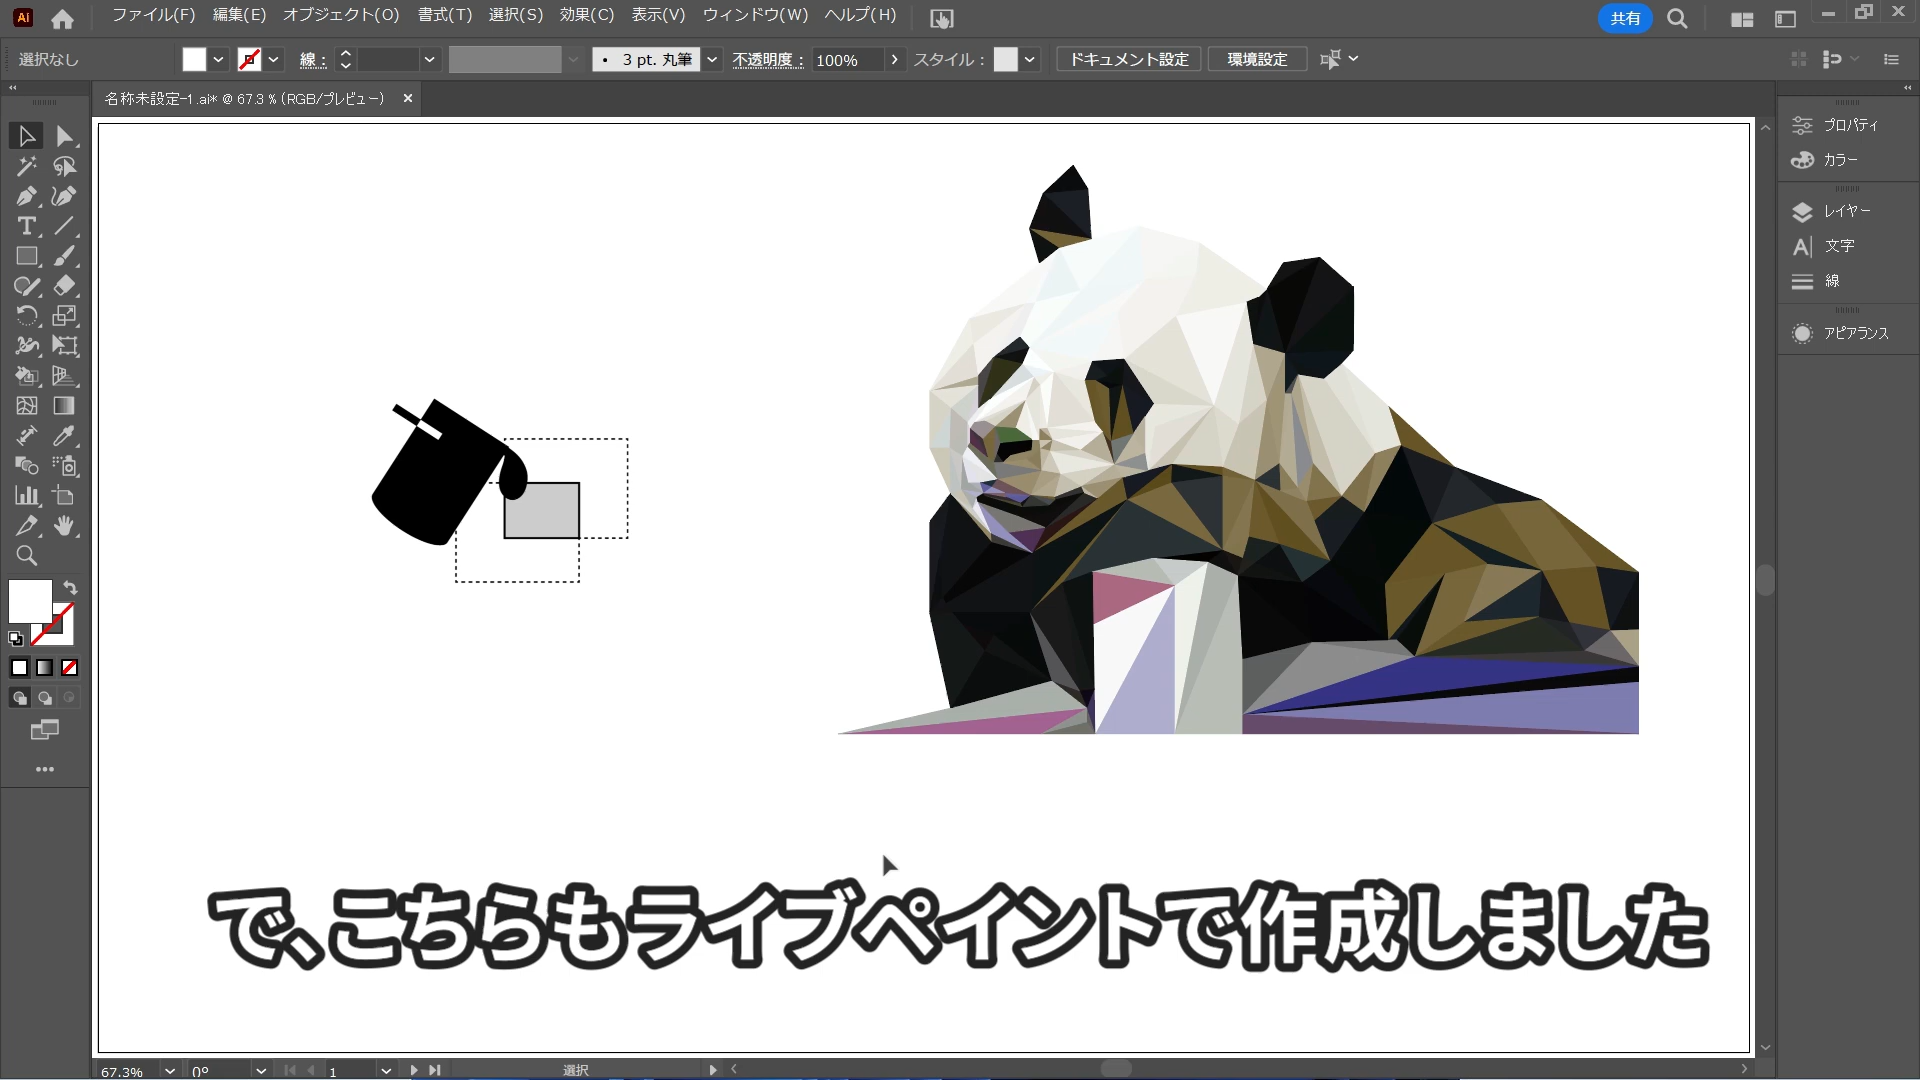 Ai ファイル(F) 編集(E) オブジェクト(O) 書式(T) 選択(S) 効果(C) 表示(V) ウィンドウ(W) ヘルプ(H) 共有
選択なし 線： 3 pt. 丸筆 不透明度： 100% スタイル： ドキュメント設定 環境設定
名称未設定-1.ai* @ 67.3 % (RGB/プレビュー) ×
プロパティ
カラー
レイヤー
文字
線
アピアランス
で、こちらもライブペイントで作成しました
67.3% 0° 1 選択